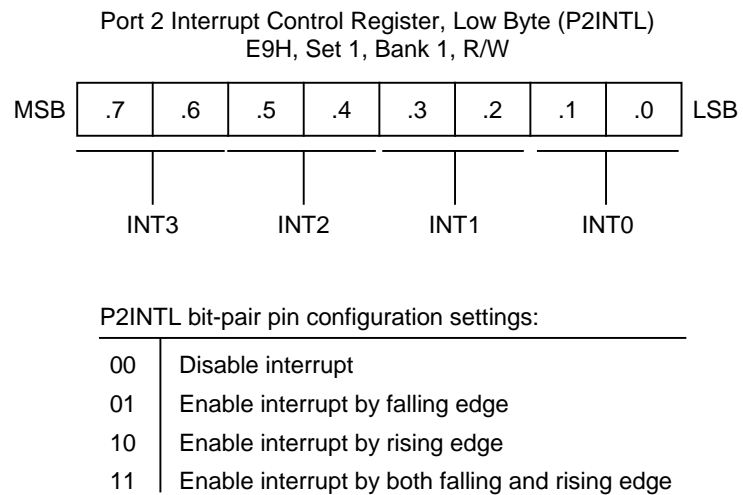 Port 2 Interrupt Control Register, Low Byte (P2INTL)
E9H, Set 1, Bank 1, R/W
MSB .7 .6 .5 .4 .3 .2 .1 .0 LSB
INT3 INT2 INT1 INT0
P2INTL bit-pair pin configuration settings:
00 Disable interrupt
01 Enable interrupt by falling edge
10 Enable interrupt by rising edge
11 Enable interrupt by both falling and rising edge